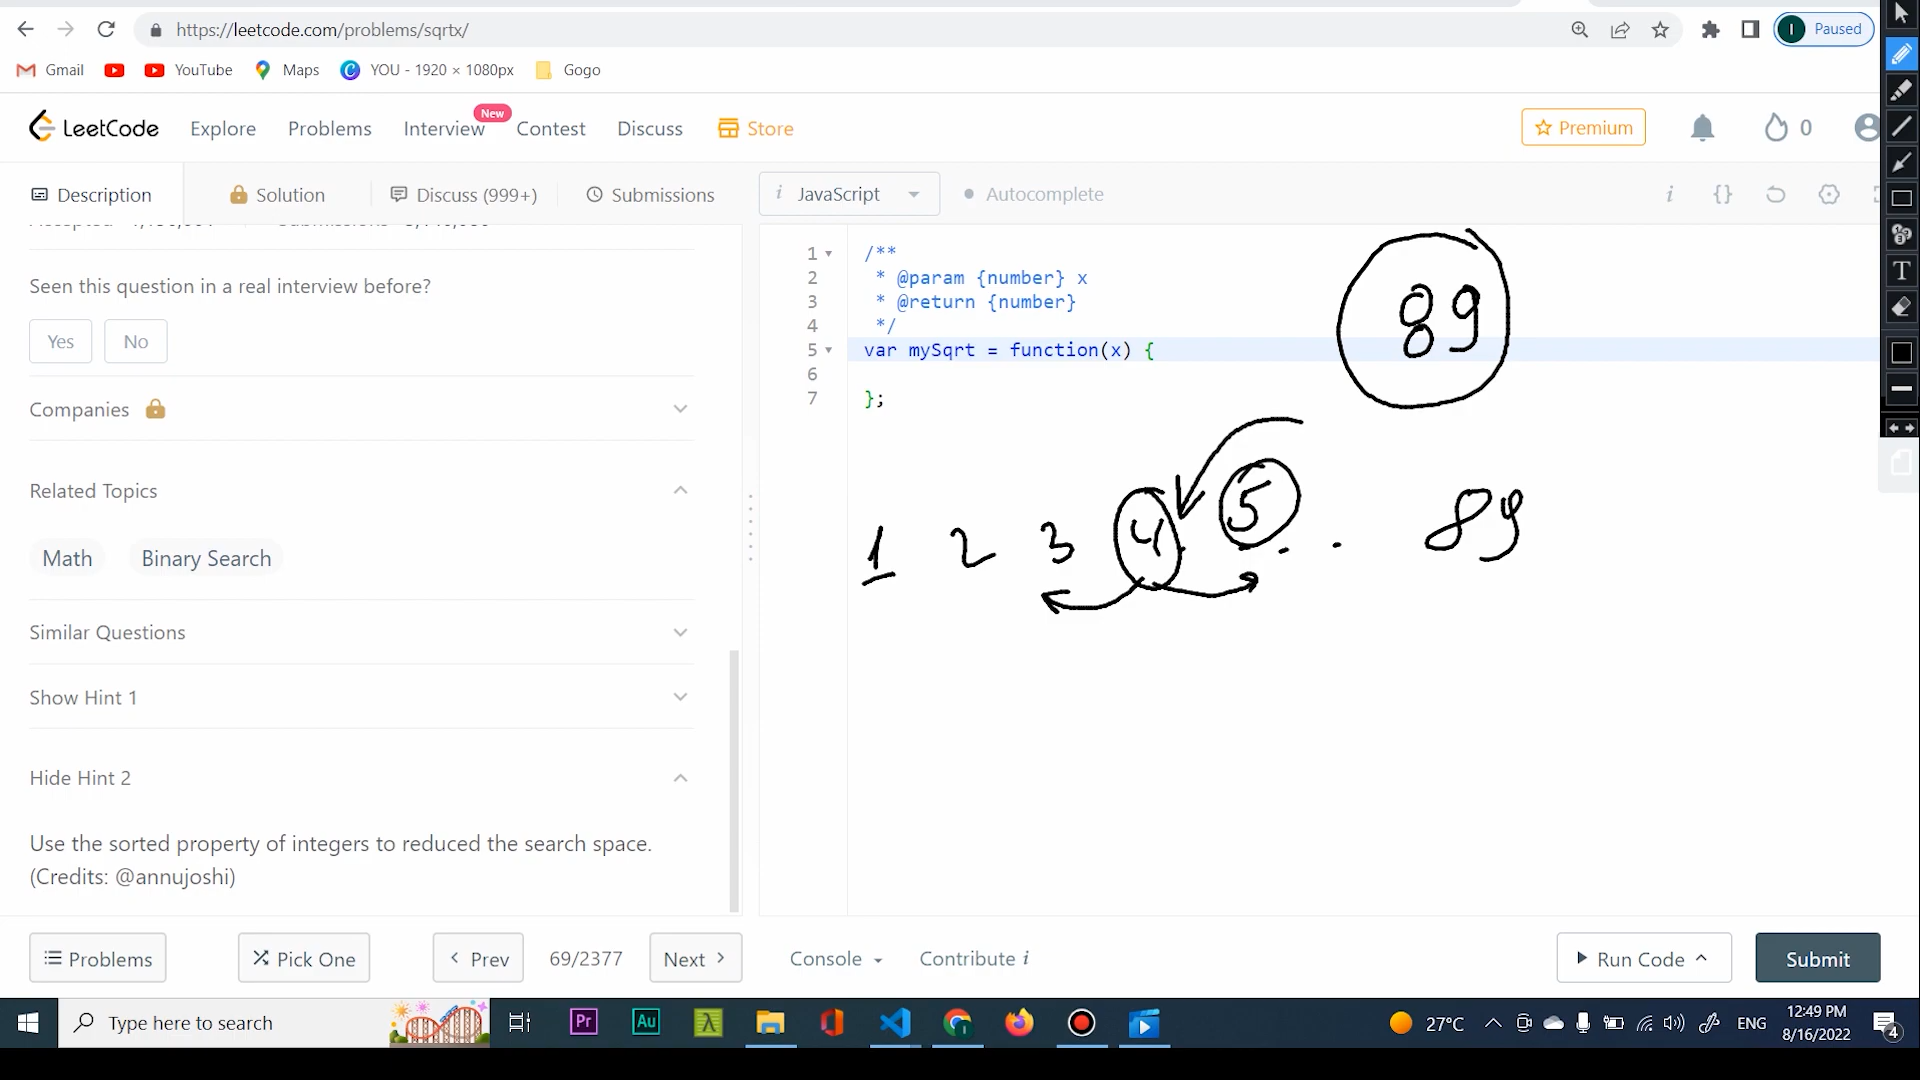 https://leetcode.com/problems/sqrtx/
Paused
Gmail
YouTube
Maps
YOU - 1920 × 1080px
Gogo
LeetCode
Explore
Problems
Interview
New
Contest
Discuss
Store
Premium
0
Description
Solution
Discuss (999+)
Submissions
i JavaScript
Autocomplete
i
{}
Seen this question in a real interview before?
Yes
No
Companies
Related Topics
Math
Binary Search
Similar Questions
Show Hint 1
Hide Hint 2
Use the sorted property of integers to reduced the search space.
(Credits: @annujoshi)
1 /**
2 * @param {number} x
3 * @return {number}
4 */
5 var mySqrt = function(x) {
6
7 };
89
1 2 3 4 5 . . 89
Problems
Pick One
Prev
69/2377
Next
Console
Contribute i
Run Code
Submit
Type here to search
Pr
Au
27°C
ENG
12:49 PM
8/16/2022
4